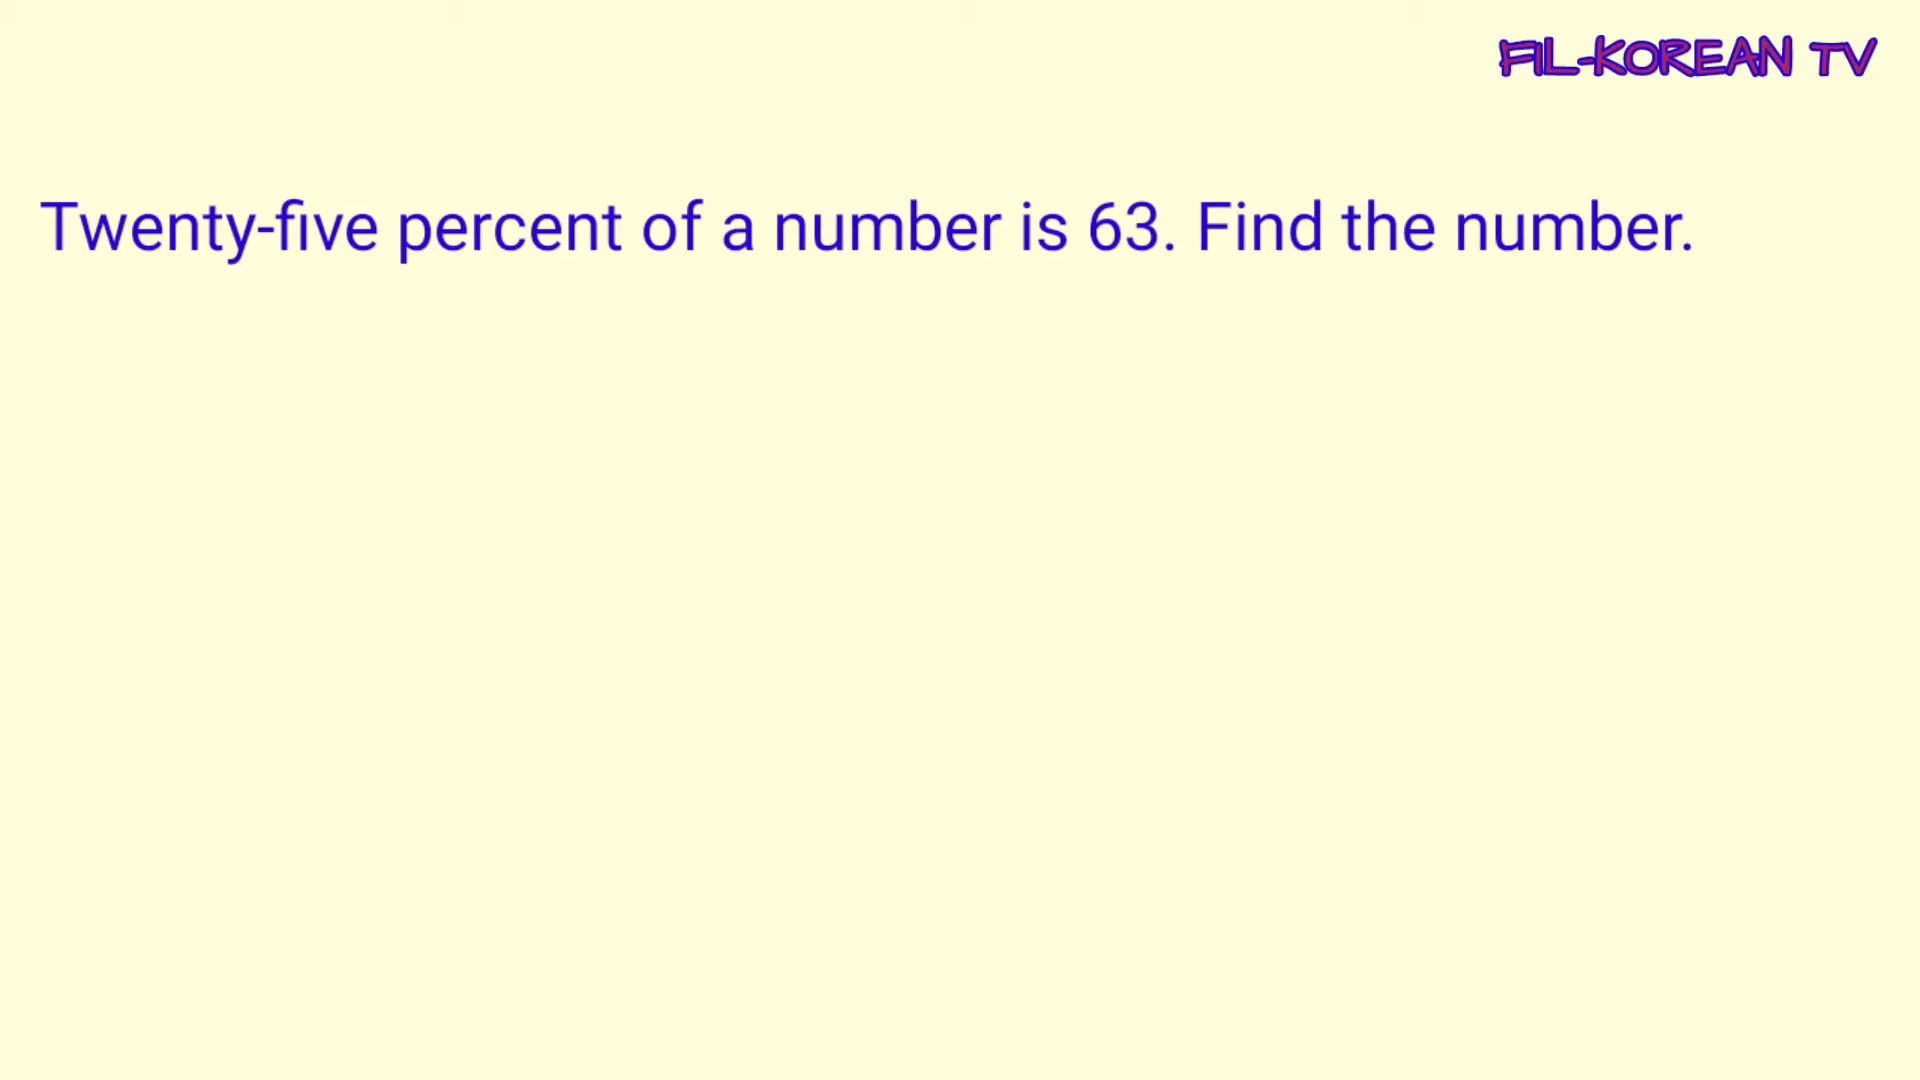 FIL-KOREAN TV
Twenty-five percent of a number is 63. Find the number.